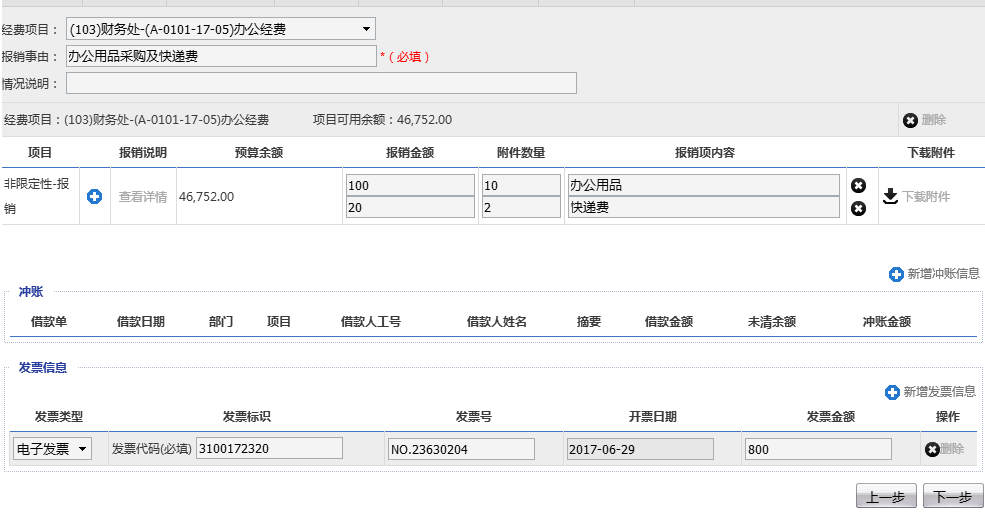 经费项目： (103)财务处-(A-0101-17-05)办公经费
报销事由： 办公用品采购及快递费 *（必填）
情况说明：
经费项目：(103)财务处-(A-0101-17-05)办公经费 项目可用余额：46,752.00 删除
项目 报销说明 预算余额 报销金额 附件数量 报销项内容 下载附件
非限定性-报
销
查看详情 46,752.00
100 10 办公用品
20 2 快递费
下载附件
新增冲账信息
冲账
借款单 借款日期 部门 项目 借款人工号 借款人姓名 摘要 借款金额 未清余额 冲账金额
发票信息
新增发票信息
发票类型 发票标识 发票号 开票日期 发票金额 操作
电子发票 发票代码(必填) 3100172320 NO.23630204 2017-06-29 800 删除
上一步 下一步